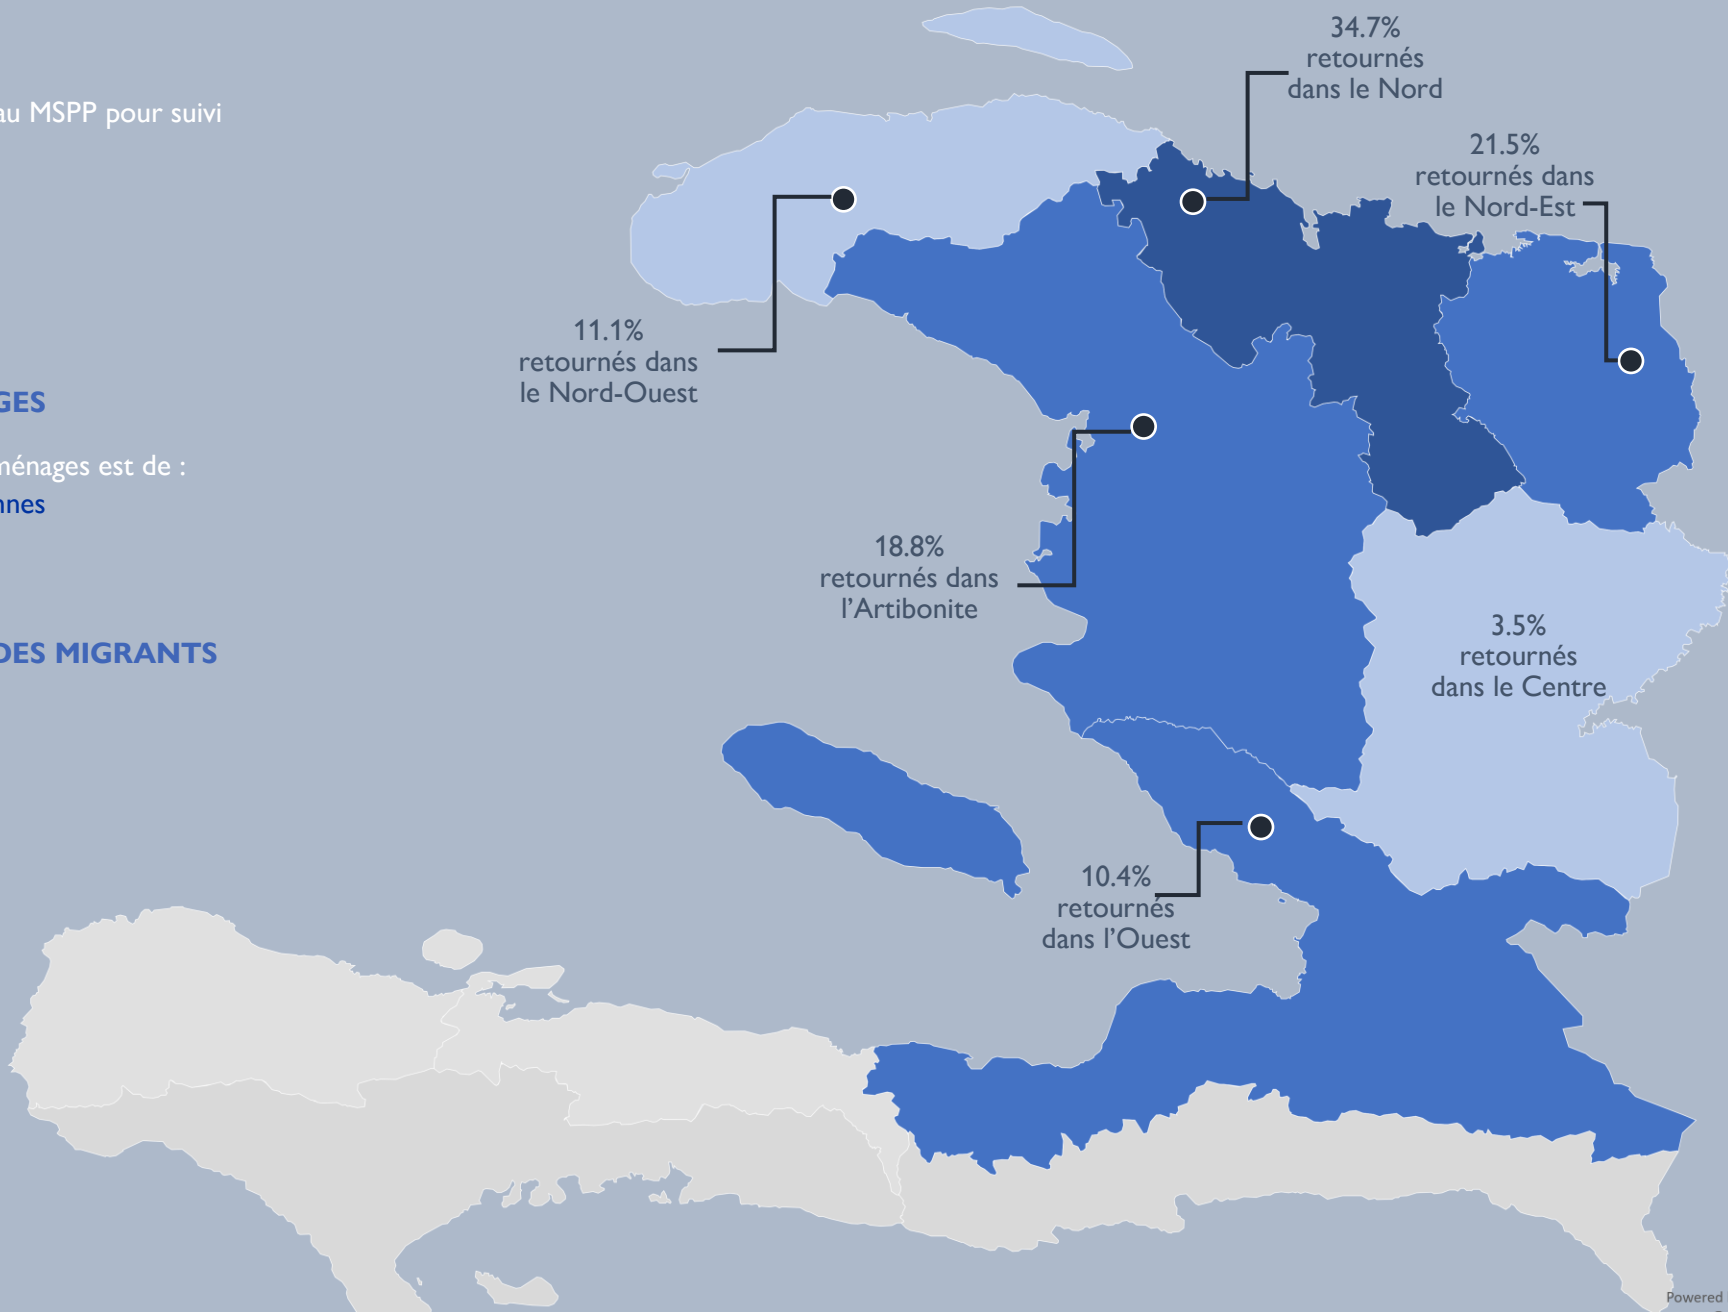 au MSPP pour suivi
GES
ménages est de :
nnes
DES MIGRANTS
34.7%
retournés
dans le Nord
21.5%
retournés dans
le Nord-Est
11.1%
retournés dans
le Nord-Ouest
18.8%
retournés dans
l’Artibonite
3.5%
retournés
dans le Centre
10.4%
retournés
dans l’Ouest
Powered